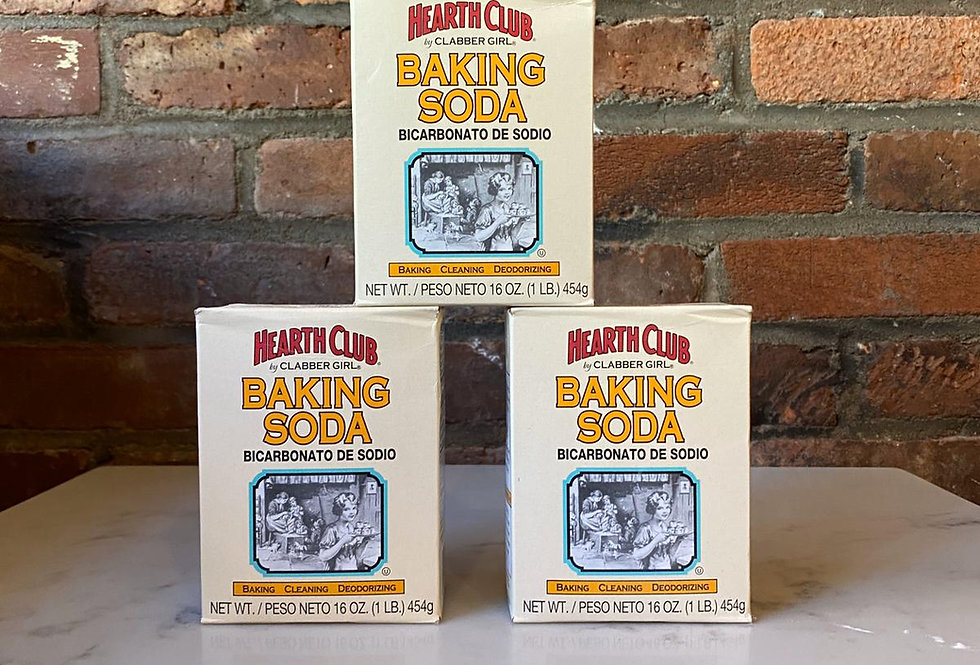 HEARTH CLUB
by CLABBER GIRL®
BAKING
SODA
BICARBONATO DE SODIO
U
BAKING CLEANING DEODORIZING
NET WT. / PESO NETO 16 OZ. (1 LB.) 454g
HEARTH CLUB®
by CLABBER GIRL®
BAKING
SODA
BICARBONATO DE SODIO
U
BAKING CLEANING DEODORIZING
NET WT. / PESO NETO 16 OZ. (1 LB.) 454g
HEARTH CLUB®
by CLABBER GIRL®
BAKING
SODA
BICARBONATO DE SODIO
U
BAKING CLEANING DEODORIZING
NET WT. / PESO NETO 16 OZ. (1 LB.) 454g